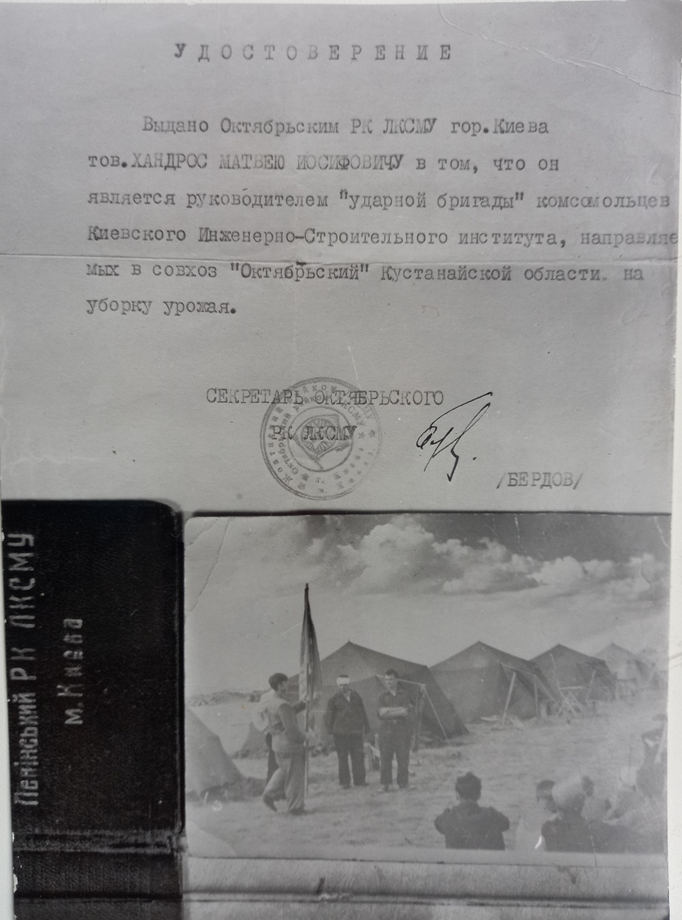 УДОСТОВЕРЕНИЕ
Выдано Октябрьским РК ЛКСМУ гор.Киева
тов.ХАНДРОС МАТВЕЮ ИОСИФОВИЧУ в том, что он
является руководителем "ударной бригады" комсомольцев
Киевского Инженерно-Строительного института, направляе
мых в совхоз "Октябрьский" Кустанайской области на
уборку урожая.
СЕКРЕТАРЬ ОКТЯБРЬСКОГО
РК ЛКСМУ
/БЕРДОВ/
Ленінський РК ЛКСМУ
м.Києва